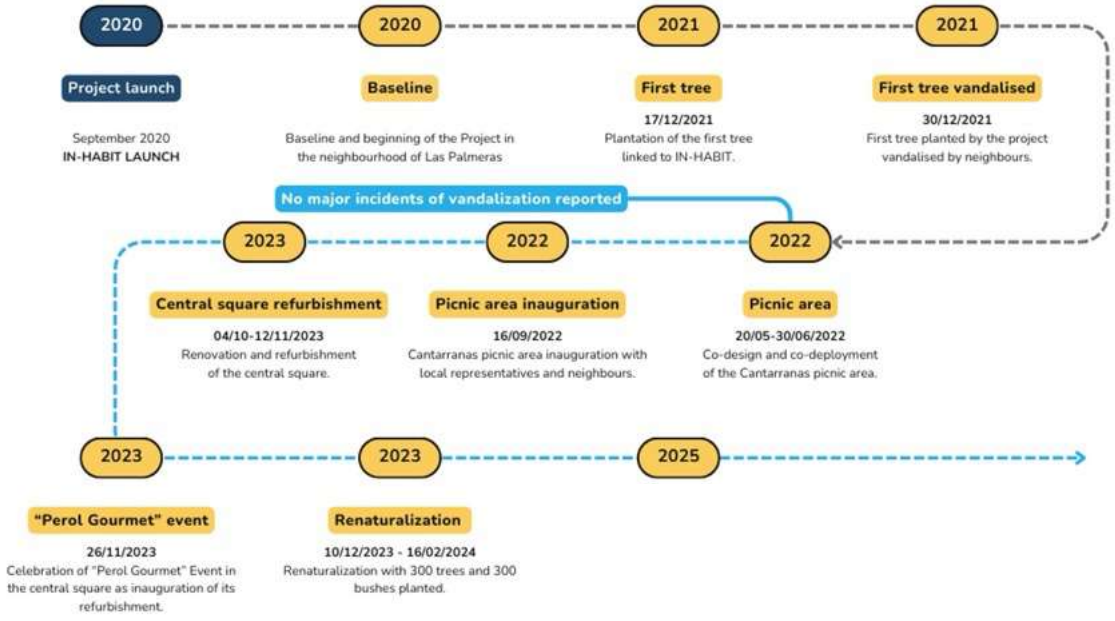 2020
2020
2021
2021
Project launch
Baseline
First tree
First tree vandalised
September 2020
IN-HABIT LAUNCH
Baseline and beginning of the Project in
the neighbourhood of Las Palmeras
17/12/2021
Plantation of the first tree
linked to IN-HABIT.
30/12/2021
First tree planted by the project
vandalised by neighbours.
No major incidents of vandalization reported
2023
2022
2022
Central square refurbishment
Picnic area inauguration
Picnic area
04/10-12/11/2023
Renovation and refurbishment
of the central square.
16/09/2022
Cantarranas picnic area inauguration with
local representatives and neighbours.
20/05-30/06/2022
Co-design and co-deployment
of the Cantarranas picnic area.
2023
2023
2025
“Perol Gourmet” event
Renaturalization
26/11/2023
Celebration of “Perol Gourmet” Event in
the central square as inauguration of its
refurbishment.
10/12/2023 - 16/02/2024
Renaturalization with 300 trees and 300
bushes planted.